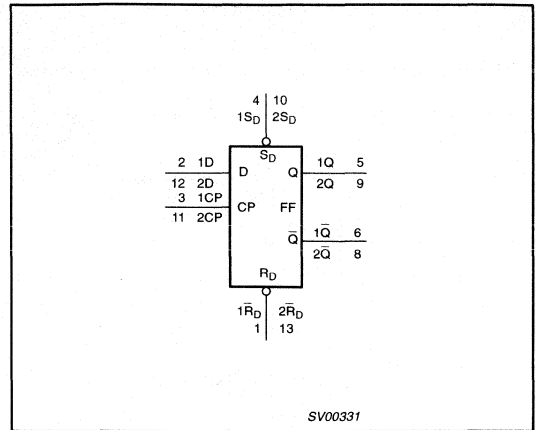 4 10
1SD 2SD
SD
2 1D D Q 1Q 5
12 2D 2Q 9
3 1CP CP FF
11 2CP
Q̅ 1Q̅ 6
2Q̅ 8
RD
1R̅D 2R̅D
1 13
SV00331